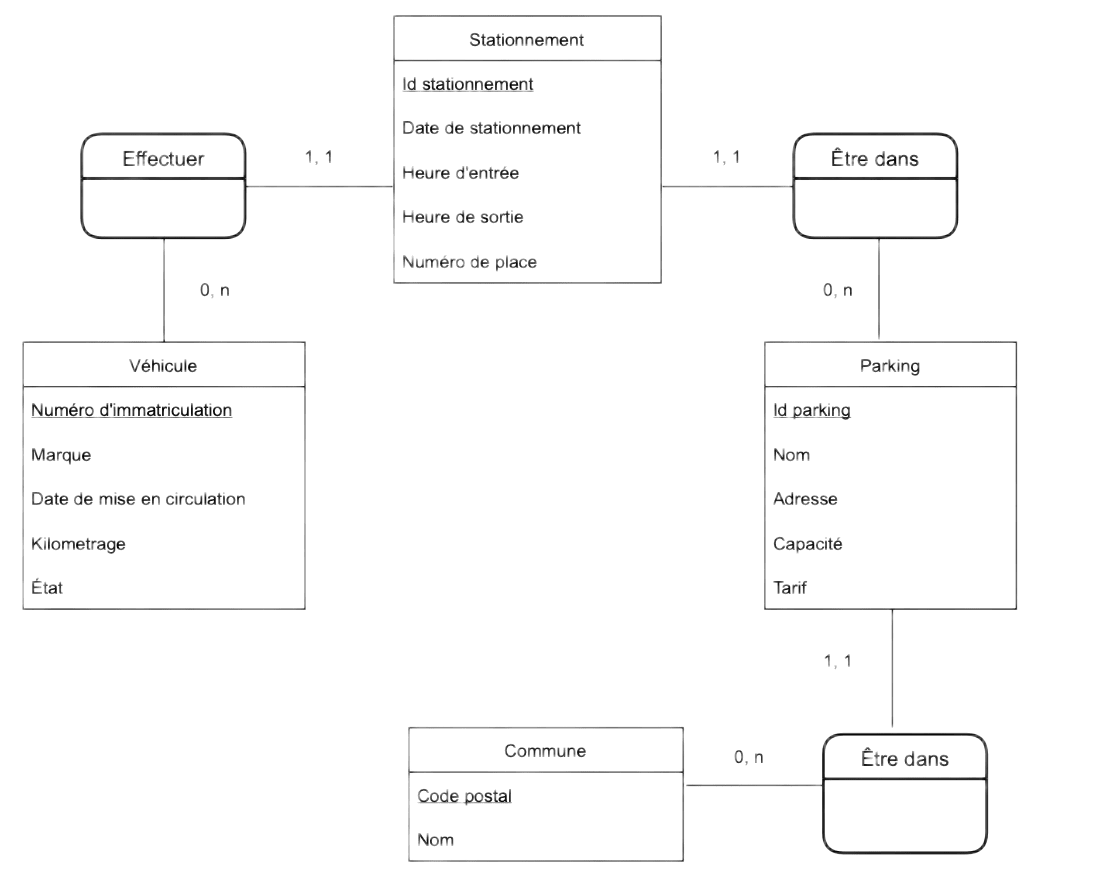 Stationnement
Id stationnement
Date de stationnement
Heure d'entrée
Heure de sortie
Numéro de place
Effectuer
1, 1
1, 1
Être dans
0, n
0, n
Véhicule
Numéro d'immatriculation
Marque
Date de mise en circulation
Kilometrage
État
Parking
Id parking
Nom
Adresse
Capacité
Tarif
1, 1
Commune
Code postal
Nom
0, n
Être dans